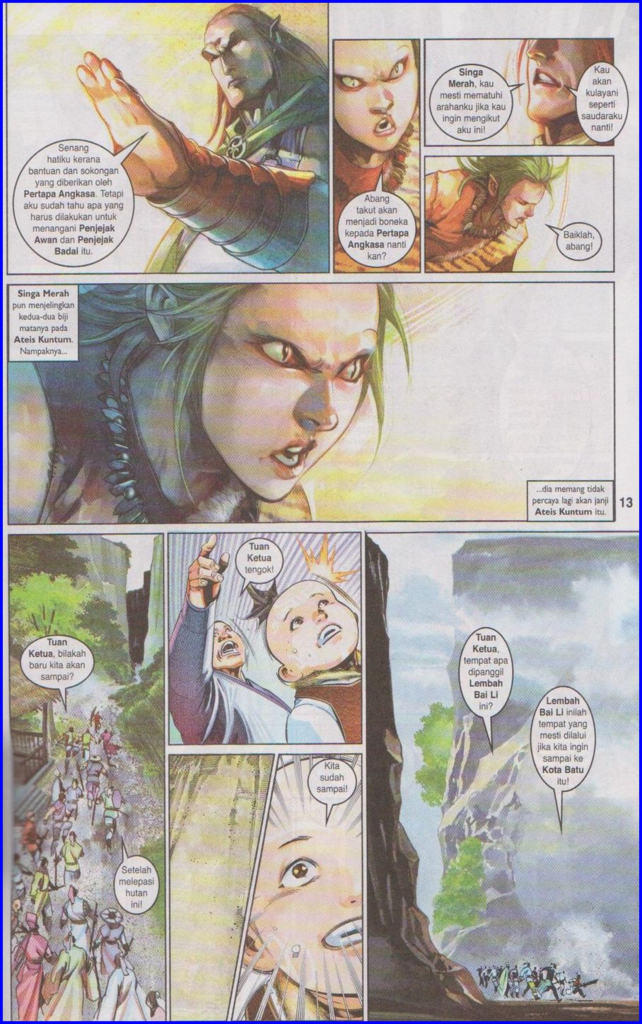 Senang
hatiku kerana
bantuan dan sokongan
yang diberikan oleh
Pertapa Angkasa. Tetapi
aku sudah tahu apa yang
harus dilakukan untuk
menangani Penjejak
Awan dan Penjejak
Badai itu.
Abang
takut akan
menjadi boneka
kepada Pertapa
Angkasa nanti
kan?
Singa
Merah, kau
mesti mematuhi
arahanku jika kau
ingin mengikut
aku ini!
Kau
akan
kulayani
seperti
saudaraku
nanti!
Baiklah,
abang!
Singa Merah
pun menjelingkan
kedua-dua biji
matanya pada
Ateis Kuntum.
Nampaknya...
...dia memang tidak
percaya lagi akan janji
Ateis Kuntum itu.
13
Tuan
Ketua, bilakah
baru kita akan
sampai?
Setelah
melepasi
hutan
ini!
Tuan
Ketua
tengok!
Kita
sudah
sampai!
Tuan
Ketua,
tempat apa
dipanggil
Lembah
Bai Li
ini?
Lembah
Bai Li inilah
tempat yang
mesti dilalui
jika kita ingin
sampai ke
Kota Batu
itu!